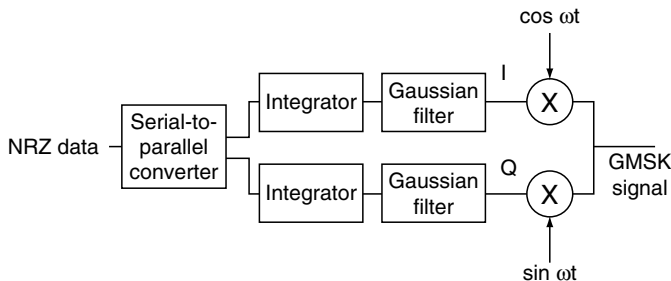 cos ωt
I
Integrator
Gaussian
filter
X
NRZ data
Serial-to-
parallel
converter
GMSK
signal
Integrator
Gaussian
filter
Q
X
sin ωt